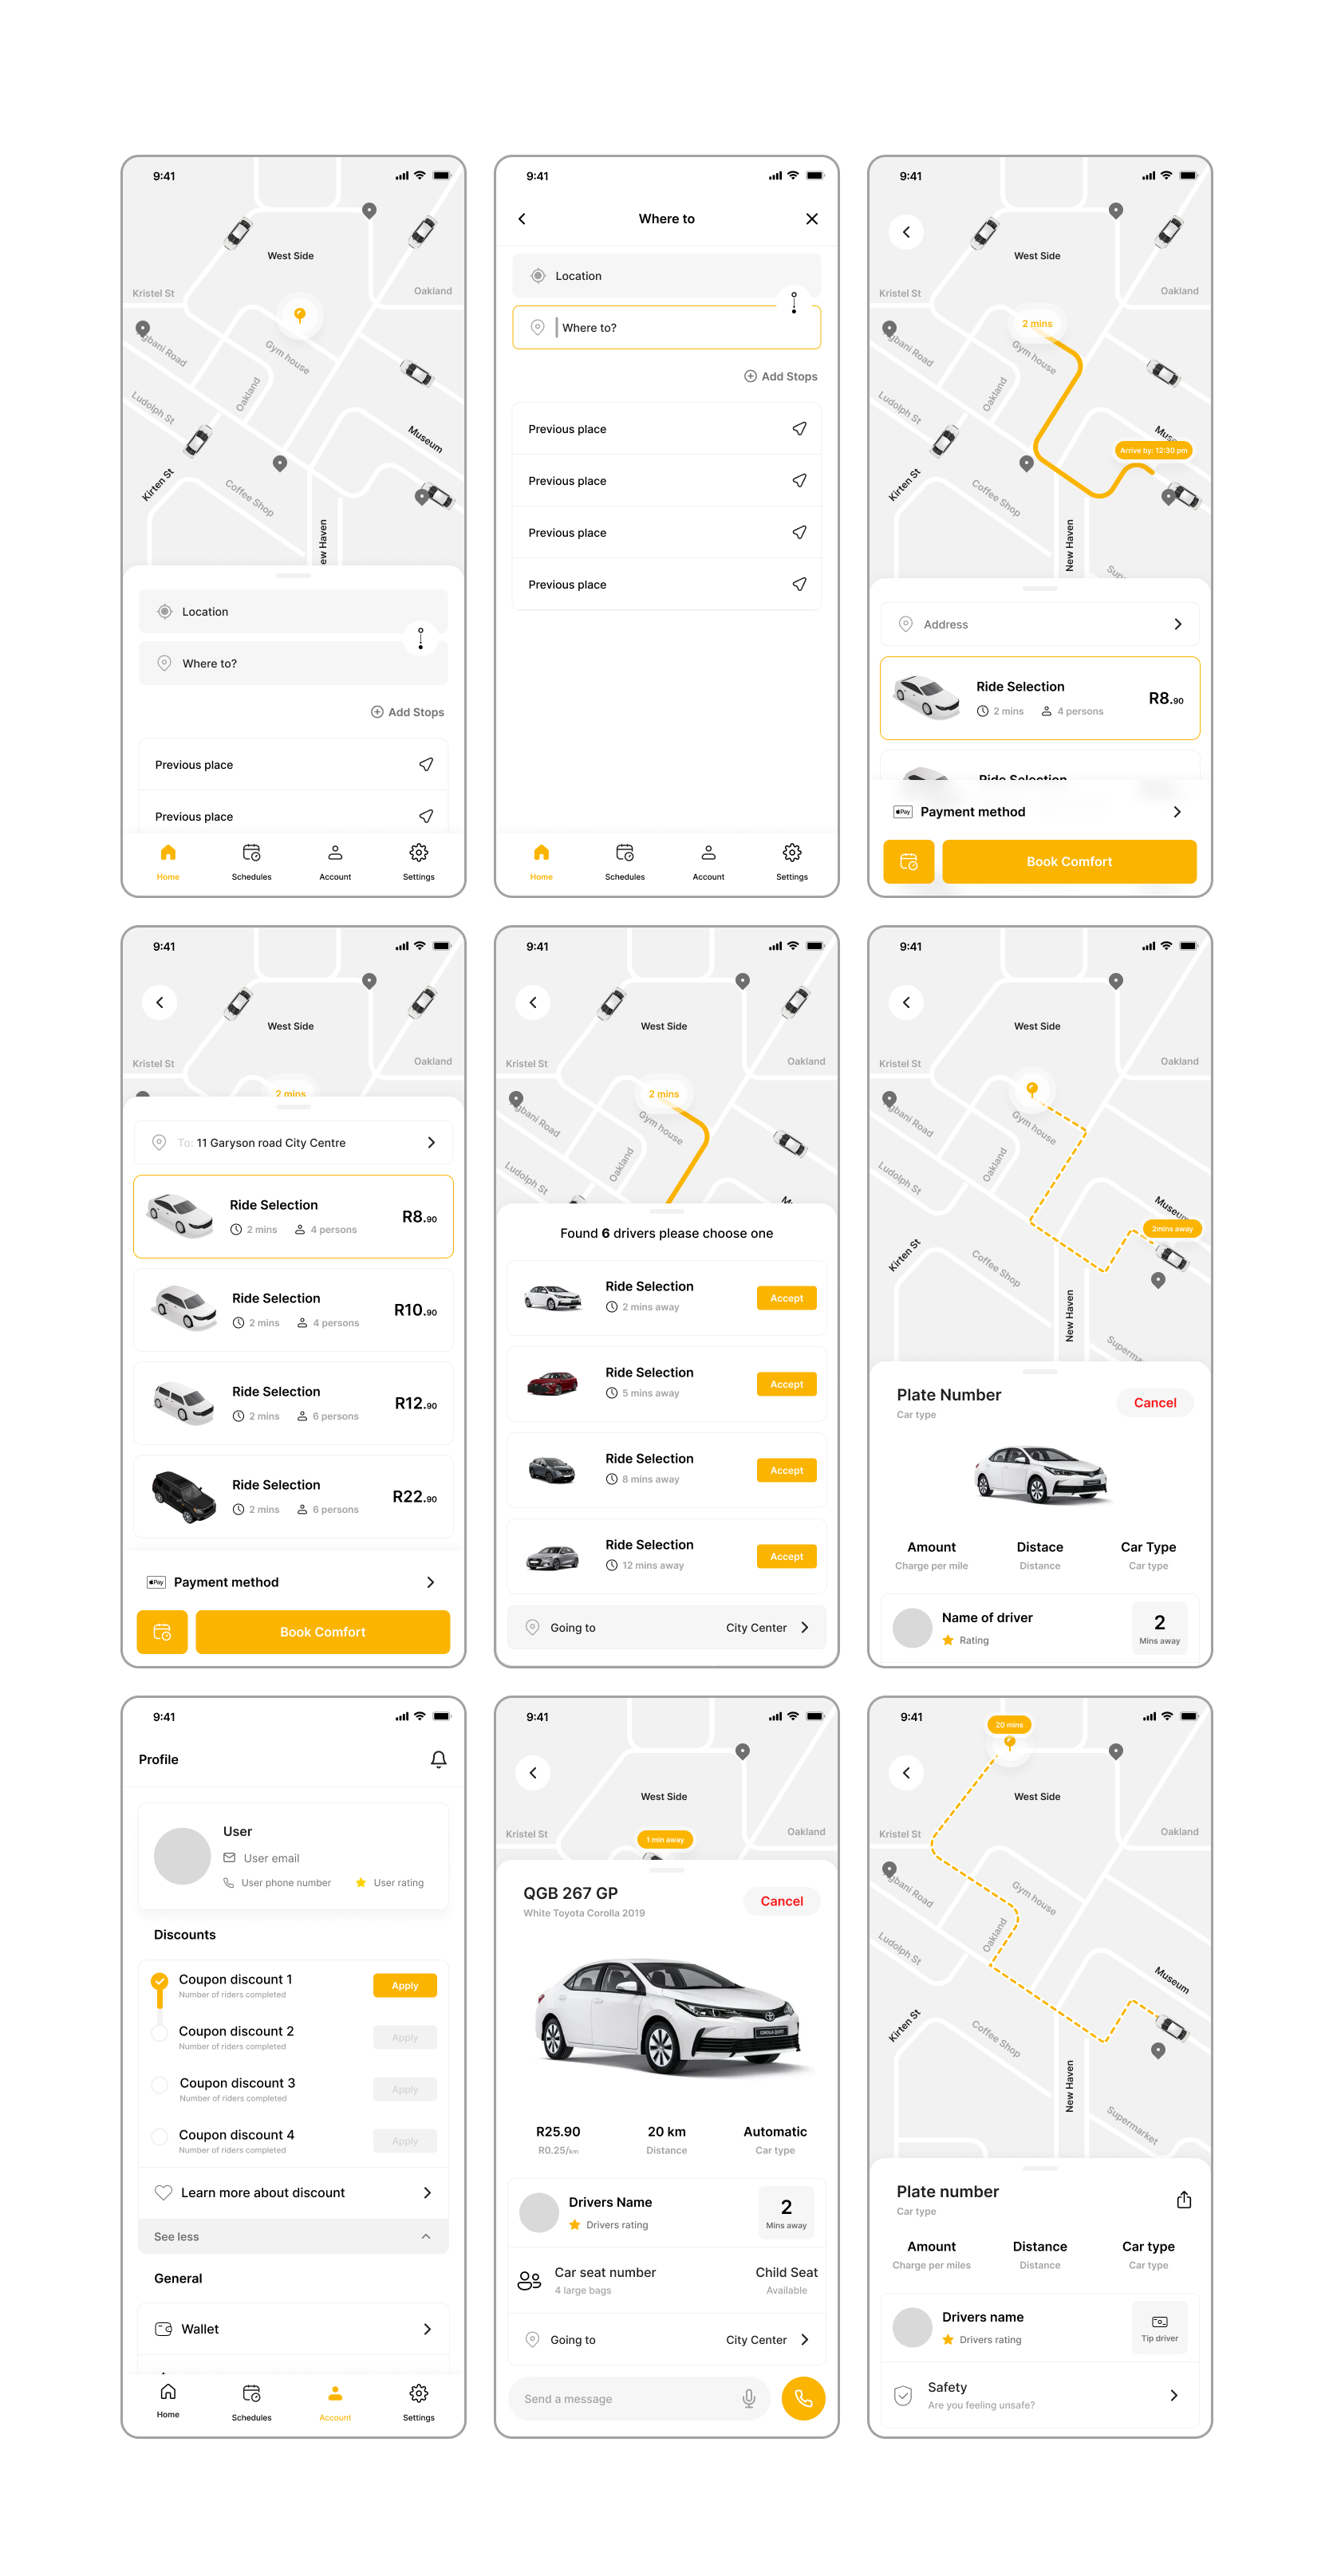 9:41
West Side
Kristel St
Oakland
gbani Road
Gym house
Oakland
Ludolph St
Museum
Kirten St
Coffee Shop
ew Haven
Location
Where to?
Add Stops
Previous place
Previous place
Home
Schedules
Account
Settings
9:41
Where to
Location
Where to?
Add Stops
Previous place
Previous place
Previous place
Previous place
Home
Schedules
Account
Settings
9:41
West Side
Kristel St
Oakland
2 mins
gbani Road
Gym house
Oakland
Ludolph St
Arrive by: 12:30 pm
Kirten St
Coffee Shop
New Haven
Address
Ride Selection
2 mins
4 persons
R8.90
Ride Selection
Pay
Payment method
Book Comfort
9:41
West Side
Kristel St
Oakland
2 mins
To: 11 Garyson road City Centre
Ride Selection
2 mins
4 persons
R8.90
Ride Selection
2 mins
4 persons
R10.90
Ride Selection
2 mins
6 persons
R12.90
Ride Selection
2 mins
6 persons
R22.90
Pay
Payment method
Book Comfort
9:41
West Side
Kristel St
Oakland
2 mins
gbani Road
Gym house
Oakland
Ludolph St
Found 6 drivers please choose one
Ride Selection
2 mins away
Accept
Ride Selection
5 mins away
Accept
Ride Selection
8 mins away
Accept
Ride Selection
12 mins away
Accept
Going to
City Center
9:41
West Side
Kristel St
Oakland
gbani Road
Gym house
Oakland
Ludolph St
Museum
2mins away
Kirten St
Coffee Shop
New Haven
Supermar
Plate Number
Car type
Cancel
Amount
Charge per mile
Distace
Distance
Car Type
Car type
Name of driver
Rating
2
Mins away
9:41
Profile
User
User email
User phone number
User rating
Discounts
Coupon discount 1
Number of riders completed
Apply
Coupon discount 2
Number of riders completed
Apply
Coupon discount 3
Number of riders completed
Apply
Coupon discount 4
Number of riders completed
Apply
Learn more about discount
See less
General
Wallet
Home
Schedules
Account
Settings
9:41
West Side
Kristel St
Oakland
1 min away
QGB 267 GP
White Toyota Corolla 2019
Cancel
COROLLA QUEST
R25.90
R0.25/km
20 km
Distance
Automatic
Car type
Drivers Name
Drivers rating
2
Mins away
Car seat number
4 large bags
Child Seat
Available
Going to
City Center
Send a message
9:41
20 mins
West Side
Kristel St
Oakland
gbani Road
Gym house
Oakland
Ludolph St
Museum
Kirten St
Coffee Shop
New Haven
Supermarket
Plate number
Car type
Amount
Charge per miles
Distance
Distance
Car type
Car type
Drivers name
Drivers rating
Tip driver
Safety
Are you feeling unsafe?